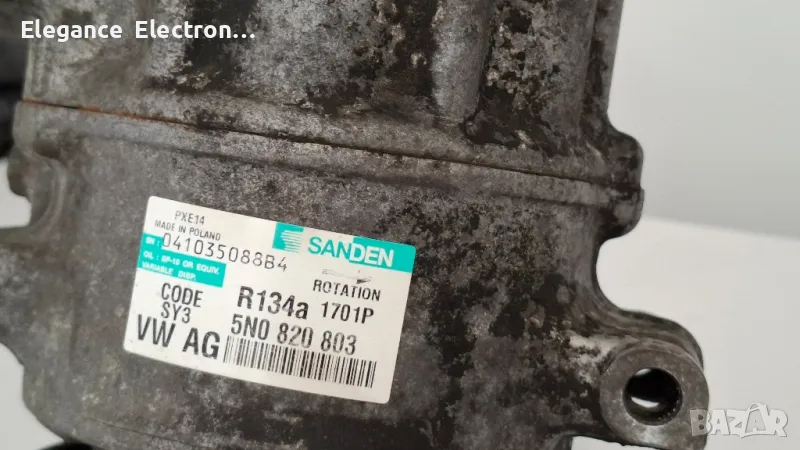 Elegance Electron...
PXE14
MADE IN POLAND
SN: 041035088B4
OIL : SP-10 OR EQUIV.
VARIABLE DISP.
SANDEN
ROTATION
CODE
SY3
R134a 1701P
5N0 820 803
VW AG
BAZAR